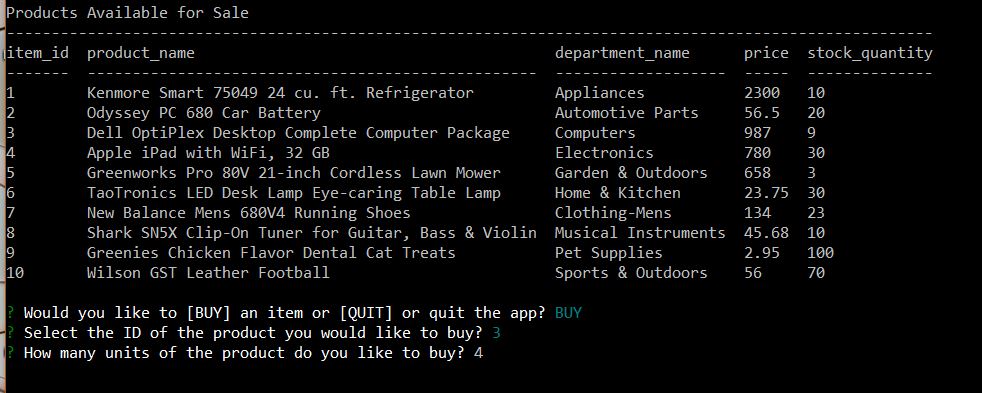 Products Available for Sale
-------------------------------------------------------------------------------------------------------
item_id  product_name                                        department_name      price  stock_quantity
-------  --------------------------------------------------  -------------------  -----  --------------
1        Kenmore Smart 75049 24 cu. ft. Refrigerator         Appliances           2300   10
2        Odyssey PC 680 Car Battery                          Automotive Parts     56.5   20
3        Dell OptiPlex Desktop Complete Computer Package     Computers            987    9
4        Apple iPad with WiFi, 32 GB                         Electronics          780    30
5        Greenworks Pro 80V 21-inch Cordless Lawn Mower      Garden & Outdoors    658    3
6        TaoTronics LED Desk Lamp Eye-caring Table Lamp      Home & Kitchen       23.75  30
7        New Balance Mens 680V4 Running Shoes                Clothing-Mens        134    23
8        Shark SN5X Clip-On Tuner for Guitar, Bass & Violin  Musical Instruments  45.68  10
9        Greenies Chicken Flavor Dental Cat Treats           Pet Supplies         2.95   100
10       Wilson GST Leather Football                         Sports & Outdoors    56     70
? Would you like to [BUY] an item or [QUIT] or quit the app? BUY
? Select the ID of the product you would like to buy? 3
? How many units of the product do you like to buy? 4